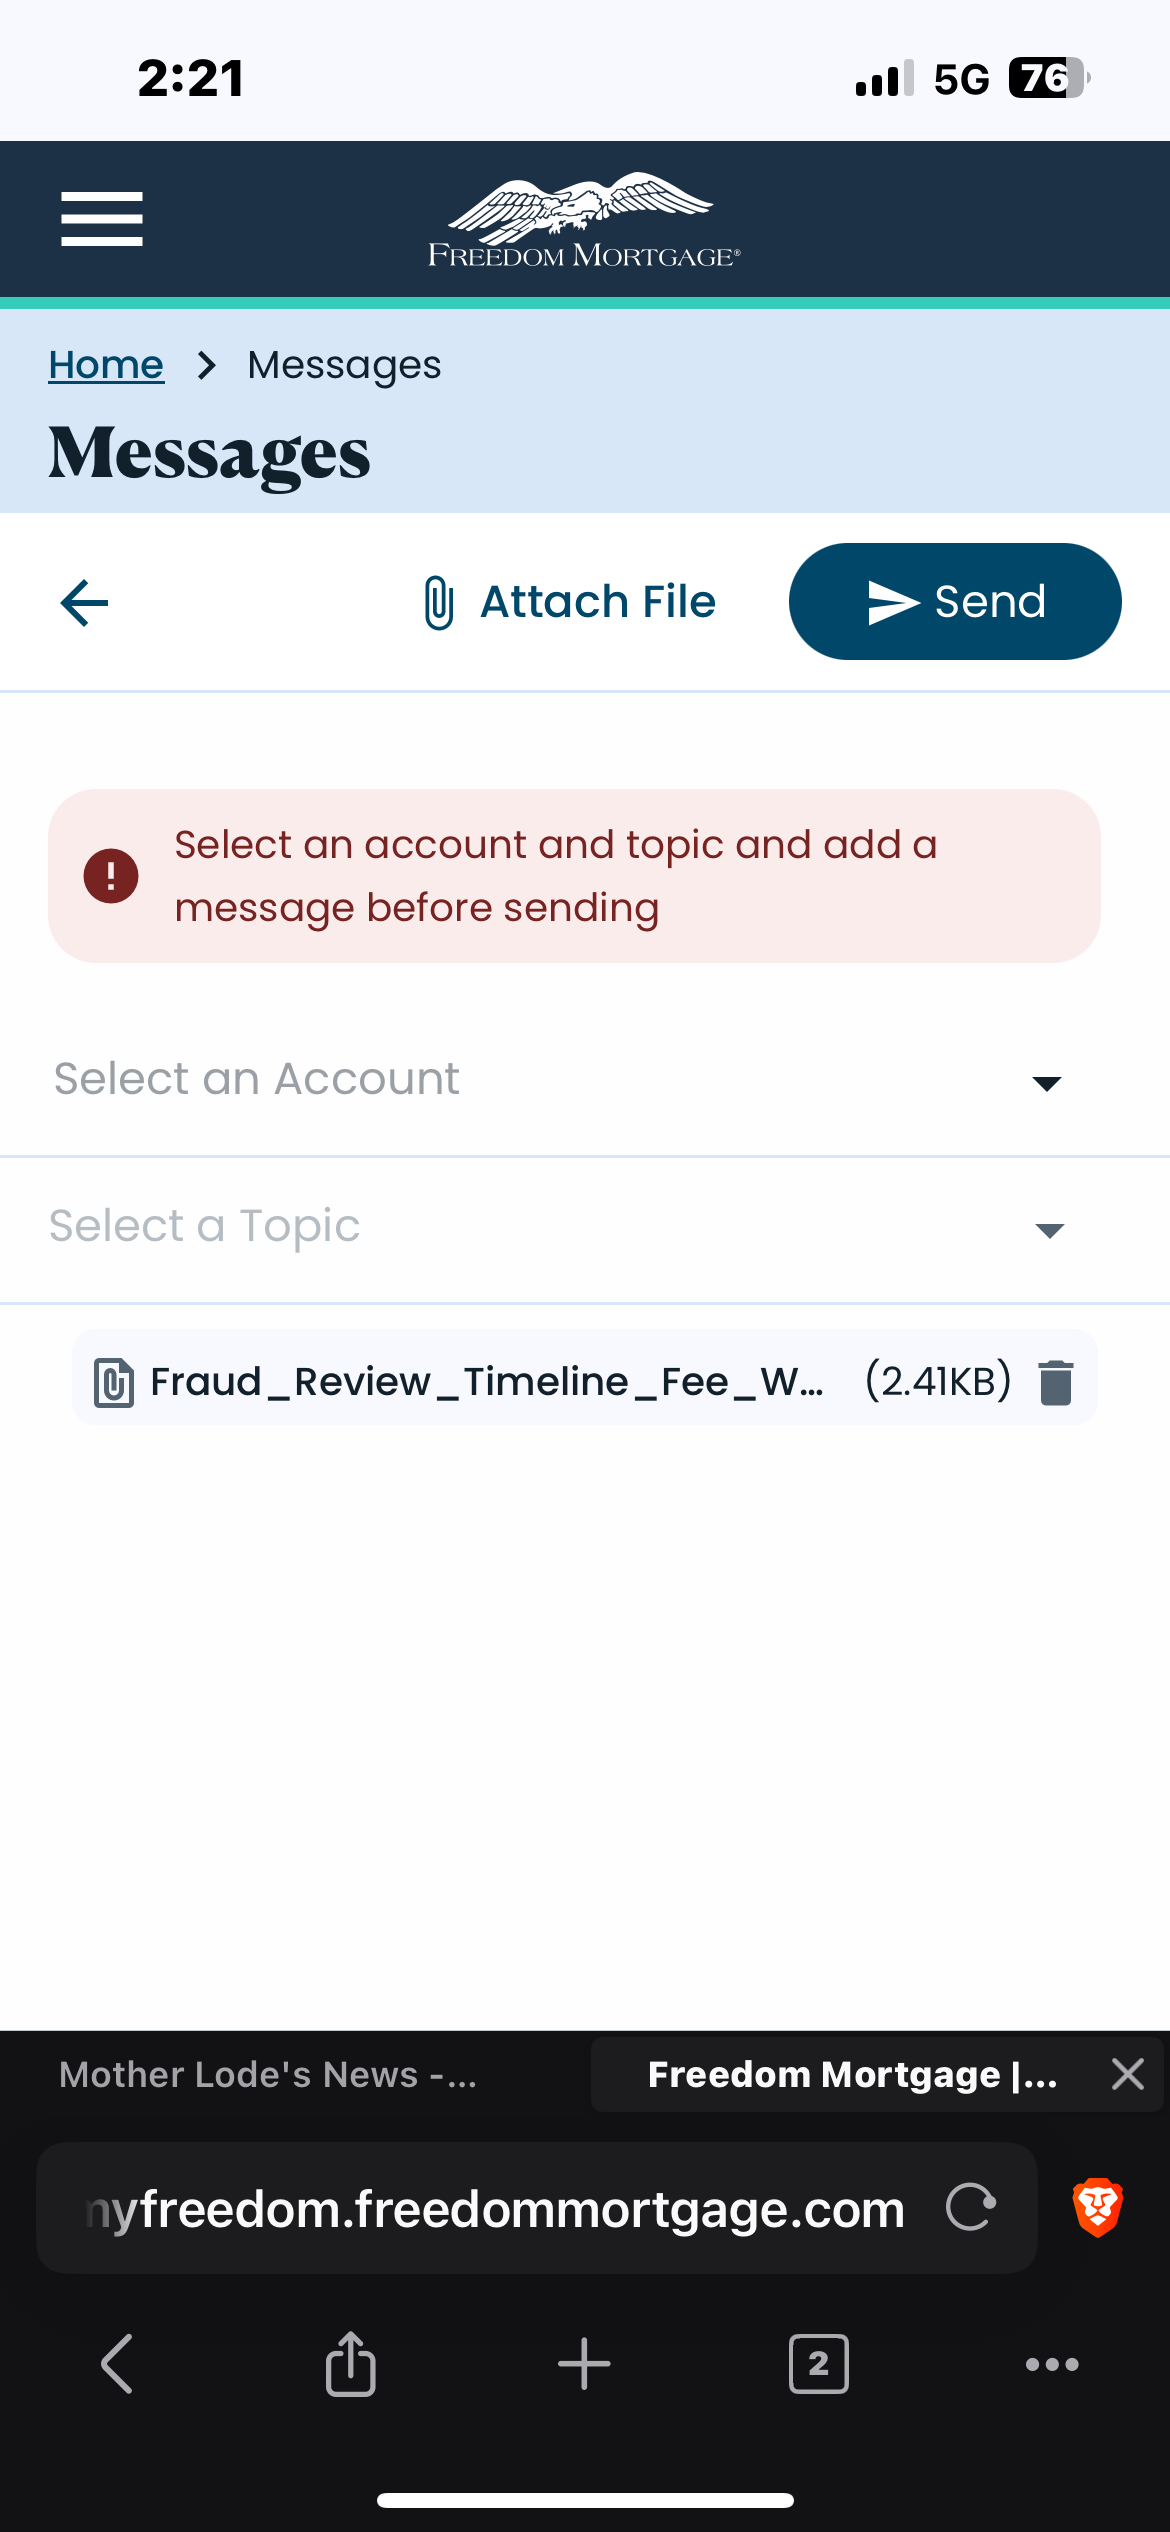 2:21
5G 76
FREEDOM MORTGAGE®
Home > Messages
Messages
Attach File
Send
Select an account and topic and add a
message before sending
Select an Account
Select a Topic
Fraud_Review_Timeline_Fee_W... (2.41KB)
Mother Lode's News -...
Freedom Mortgage |...
myfreedom.freedommortgage.com
2